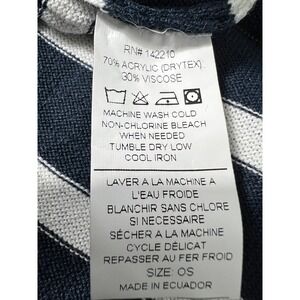 RN# 142210
70% ACRYLIC (DRYTEX)
30% VISCOSE
MACHINE WASH COLD
NON-CHLORINE BLEACH
WHEN NEEDED
TUMBLE DRY LOW
COOL IRON
LAVER A LA MACHINE A
L'EAU FROIDE
BLANCHIR SANS CHLORE
SI NECESSAIRE
SÉCHER A LA MACHINE
CYCLE DÉLICAT
REPASSER AU FER FROID
SIZE: OS
MADE IN ECUADOR